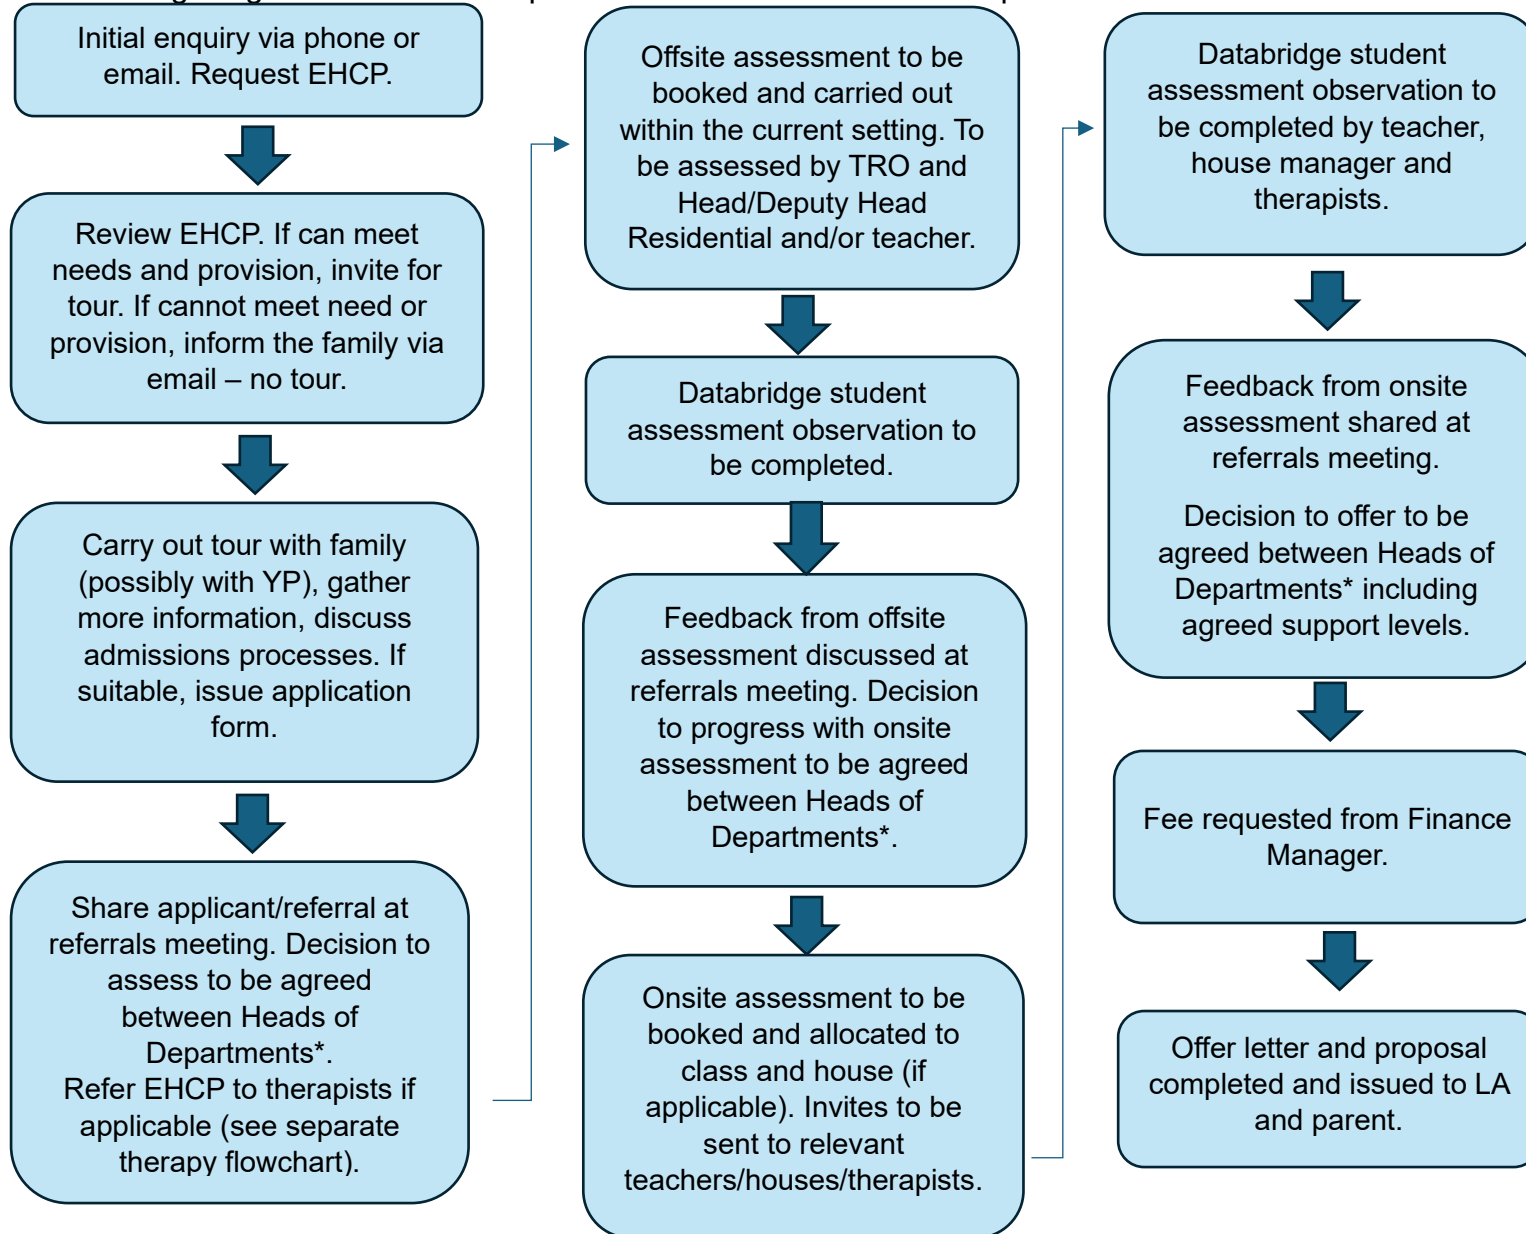 Initial enquiry via phone or
email. Request EHCP.
Review EHCP. If can meet
needs and provision, invite for
tour. If cannot meet need or
provision, inform the family via
email – no tour.
Carry out tour with family
(possibly with YP), gather
more information, discuss
admissions processes. If
suitable, issue application
form.
Share applicant/referral at
referrals meeting. Decision to
assess to be agreed
between Heads of
Departments*.
Refer EHCP to therapists if
applicable (see separate
therapy flowchart).
Offsite assessment to be
booked and carried out
within the current setting. To
be assessed by TRO and
Head/Deputy Head
Residential and/or teacher.
Databridge student
assessment observation to
be completed.
Feedback from offsite
assessment discussed at
referrals meeting. Decision
to progress with onsite
assessment to be agreed
between Heads of
Departments*.
Onsite assessment to be
booked and allocated to
class and house (if
applicable). Invites to be
sent to relevant
teachers/houses/therapists.
Databridge student
assessment observation to
be completed by teacher,
house manager and
therapists.
Feedback from onsite
assessment shared at
referrals meeting.
Decision to offer to be
agreed between Heads of
Departments* including
agreed support levels.
Fee requested from Finance
Manager.
Offer letter and proposal
completed and issued to LA
and parent.